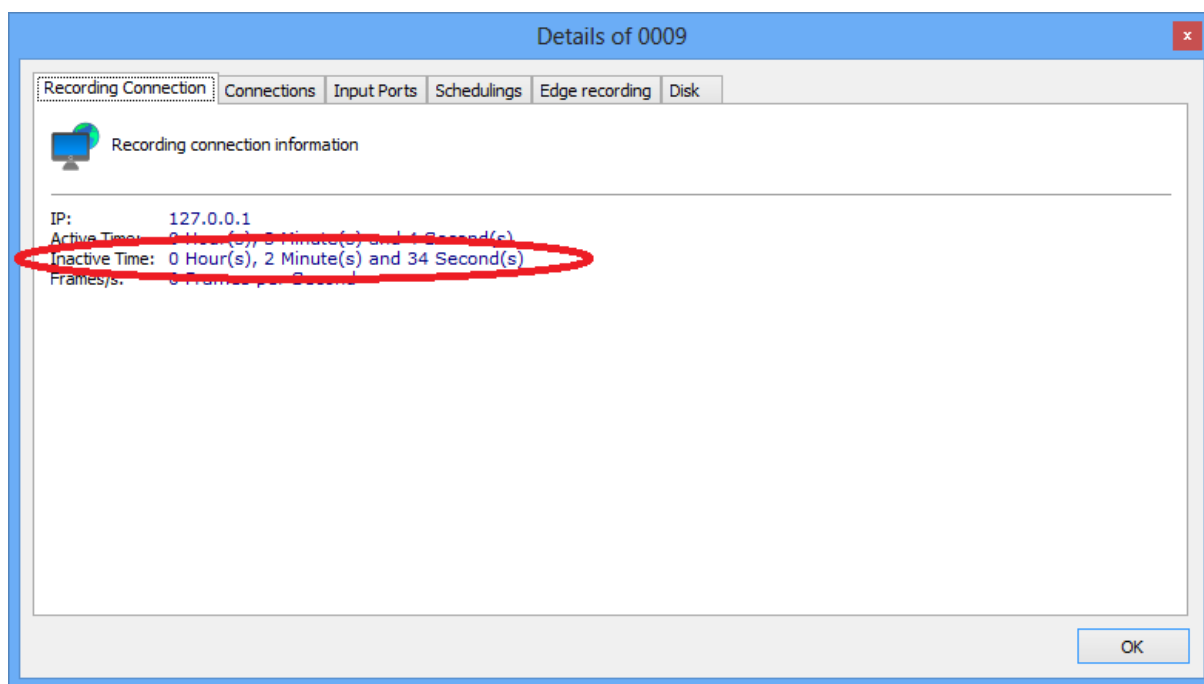 Details of 0009
x
Recording Connection Connections Input Ports Schedulings Edge recording Disk
Recording connection information
IP: 127.0.0.1
Active Time: 0 Hour(s), Minute(s) and Second(s)
Inactive Time: 0 Hour(s), 2 Minute(s) and 34 Second(s)
Frames/s: 0 Frames per Second
OK